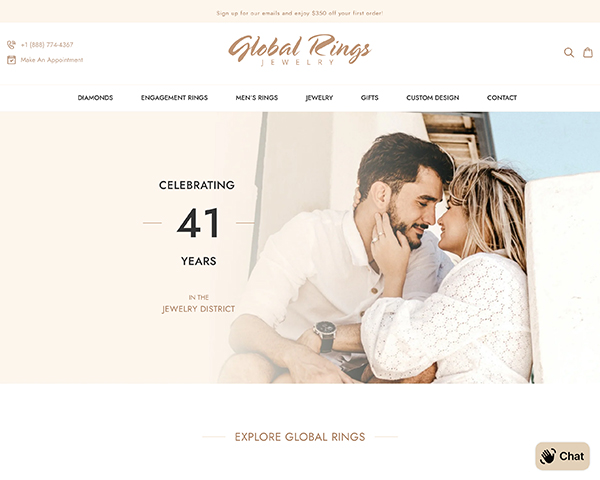 Sign up for our emails and enjoy $350 off your first order!
+1 (888) 774-4367
Make An Appointment
Global Rings
JEWELRY
DIAMONDS ENGAGEMENT RINGS MEN'S RINGS JEWELRY GIFTS CUSTOM DESIGN CONTACT
CELEBRATING
41
YEARS
IN THE
JEWELRY DISTRICT
EXPLORE GLOBAL RINGS
Chat